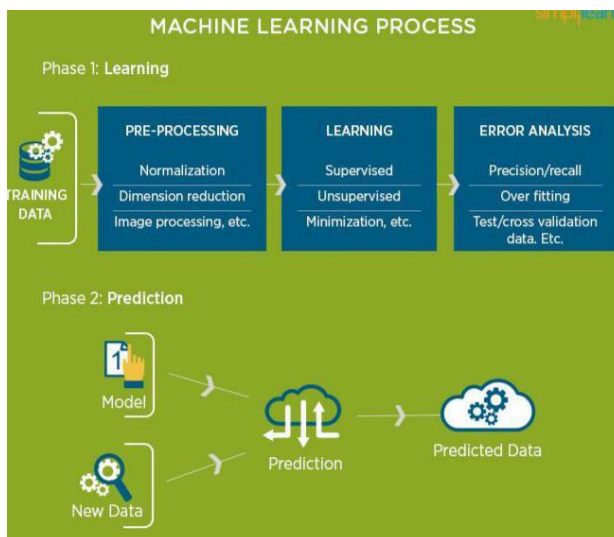 simplilearn
MACHINE LEARNING PROCESS
Phase 1: Learning
TRAINING
DATA
PRE-PROCESSING
Normalization
Dimension reduction
Image processing, etc.
LEARNING
Supervised
Unsupervised
Minimization, etc.
ERROR ANALYSIS
Precision/recall
Over fitting
Test/cross validation
data. Etc.
Phase 2: Prediction
1
Model
New Data
Prediction
Predicted Data